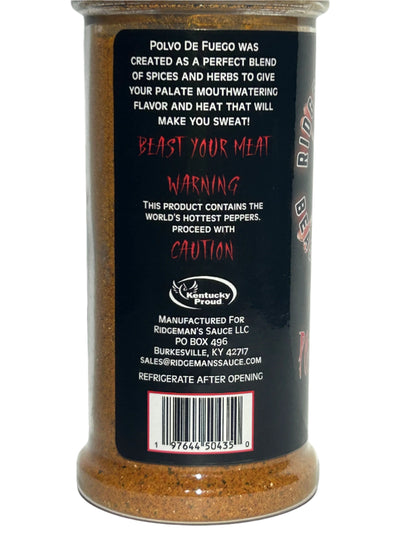 Polvo De Fuego was
created as a perfect blend
of spices and herbs to give
your palate mouthwatering
flavor and heat that will
make you sweat!
Beast Your Meat
Warning
This product contains the
world's hottest peppers.
Proceed with
Caution
Kentucky
Proud
Manufactured For
Ridgeman's Sauce LLC
PO Box 496
Burkesville, KY 42717
sales@ridgemanssauce.com
Refrigerate after opening
1 97644 50435 0